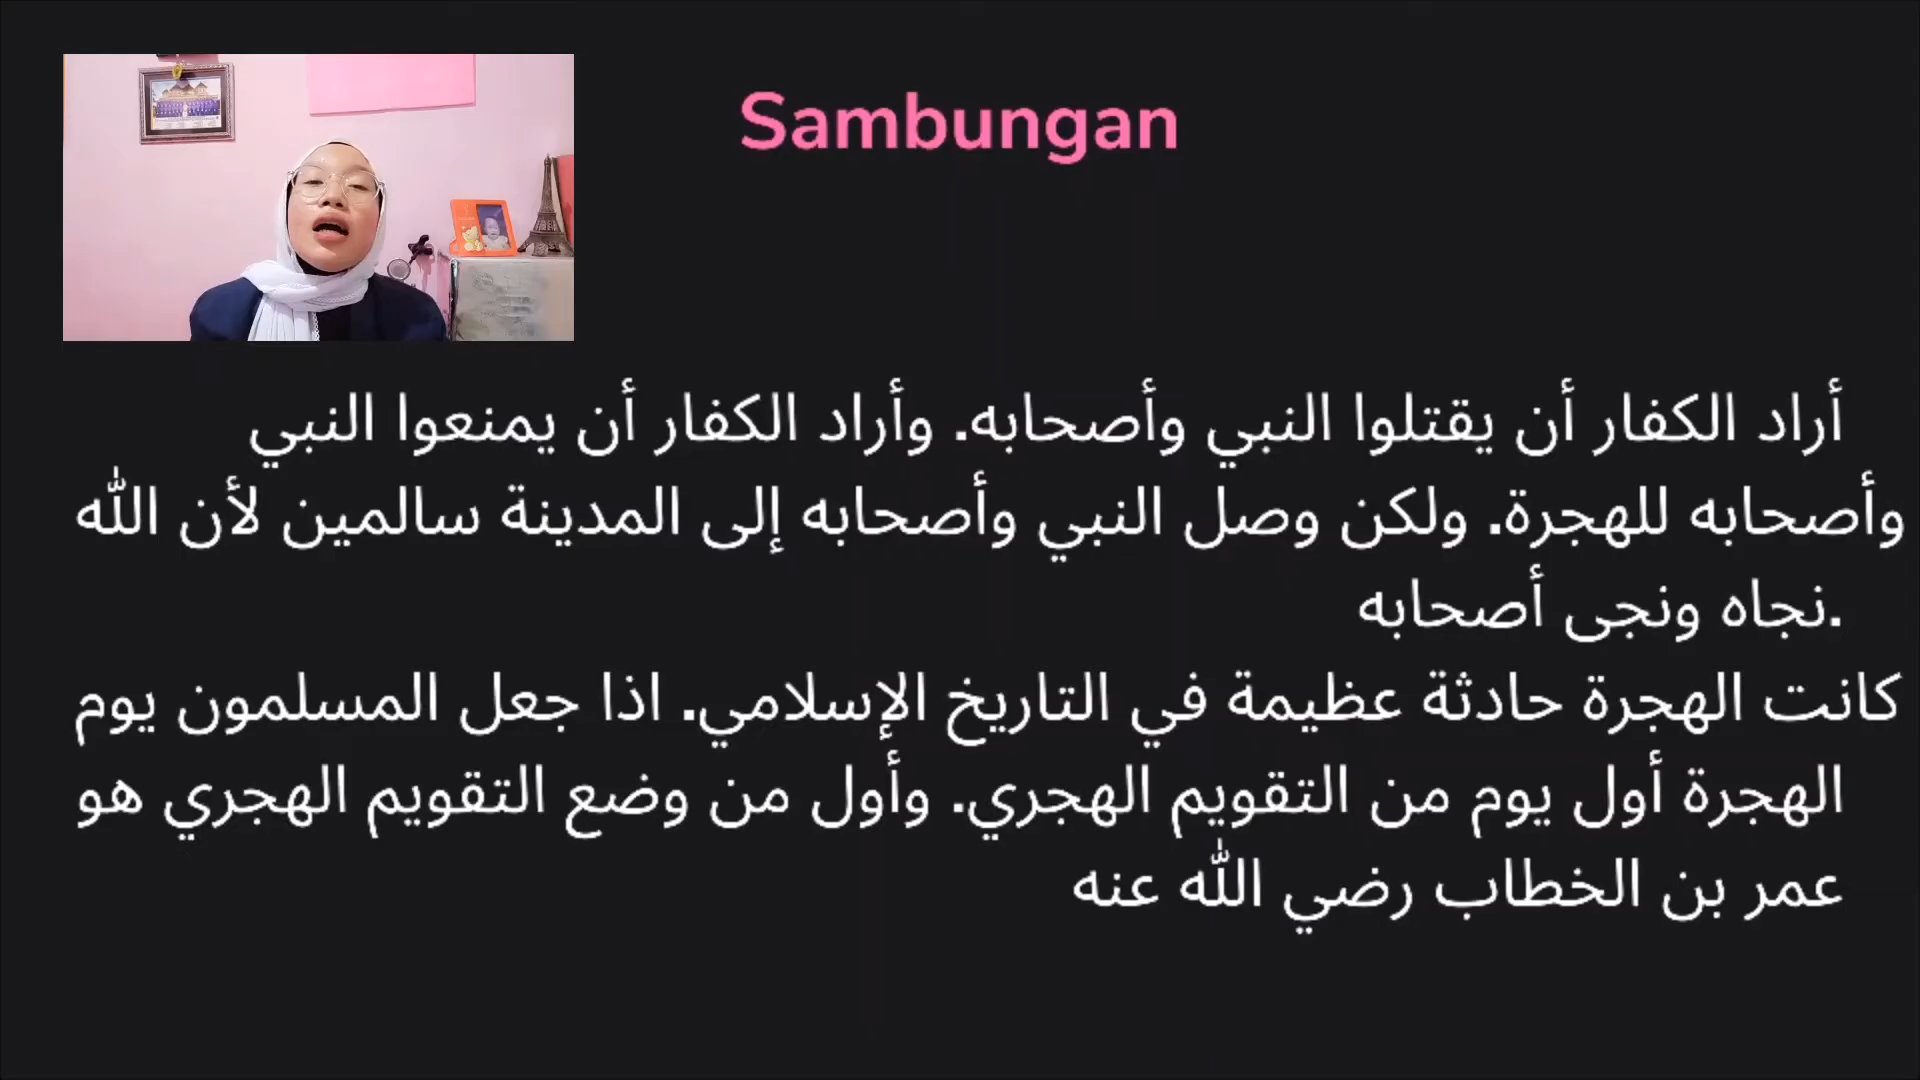 Sambungan
أراد الكفار أن يقتلوا النبي وأصحابه. وأراد الكفار أن يمنعوا النبي
وأصحابه للهجرة. ولكن وصل النبي وأصحابه إلى المدينة سالمين لأن الله
نجاه ونجى أصحابه.
كانت الهجرة حادثة عظيمة في التاريخ الإسلامي. اذا جعل المسلمون يوم
الهجرة أول يوم من التقويم الهجري. وأول من وضع التقويم الهجري هو
عمر بن الخطاب رضي الله عنه